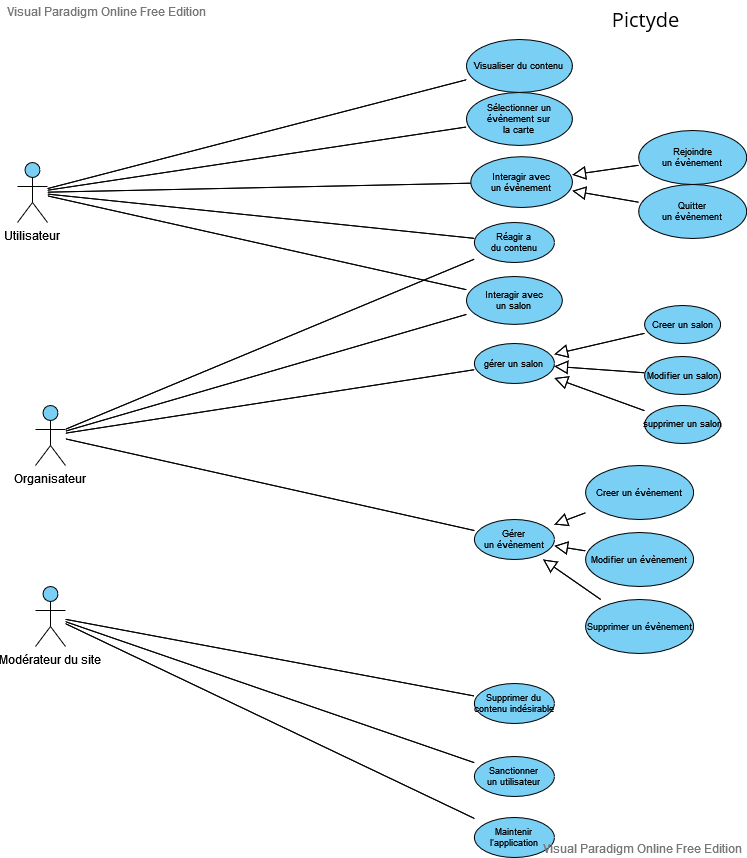 Visual Paradigm Online Free Edition
Pictyde
Visualiser du contenu
Sélectionner un
évènement sur
la carte
Rejoindre
un évènement
Interagir avec
un évènement
Quitter
un évènement
Utilisateur
Réagir a
du contenu
Interagir avec
un salon
Creer un salon
gérer un salon
Modifier un salon
supprimer un salon
Organisateur
Creer un évènement
Gérer
un évènement
Modifier un évènement
Supprimer un évènement
Modérateur du site
Supprimer du
contenu indésirable
Sanctionner
un utilisateur
Maintenir
l'application
Visual Paradigm Online Free Edition